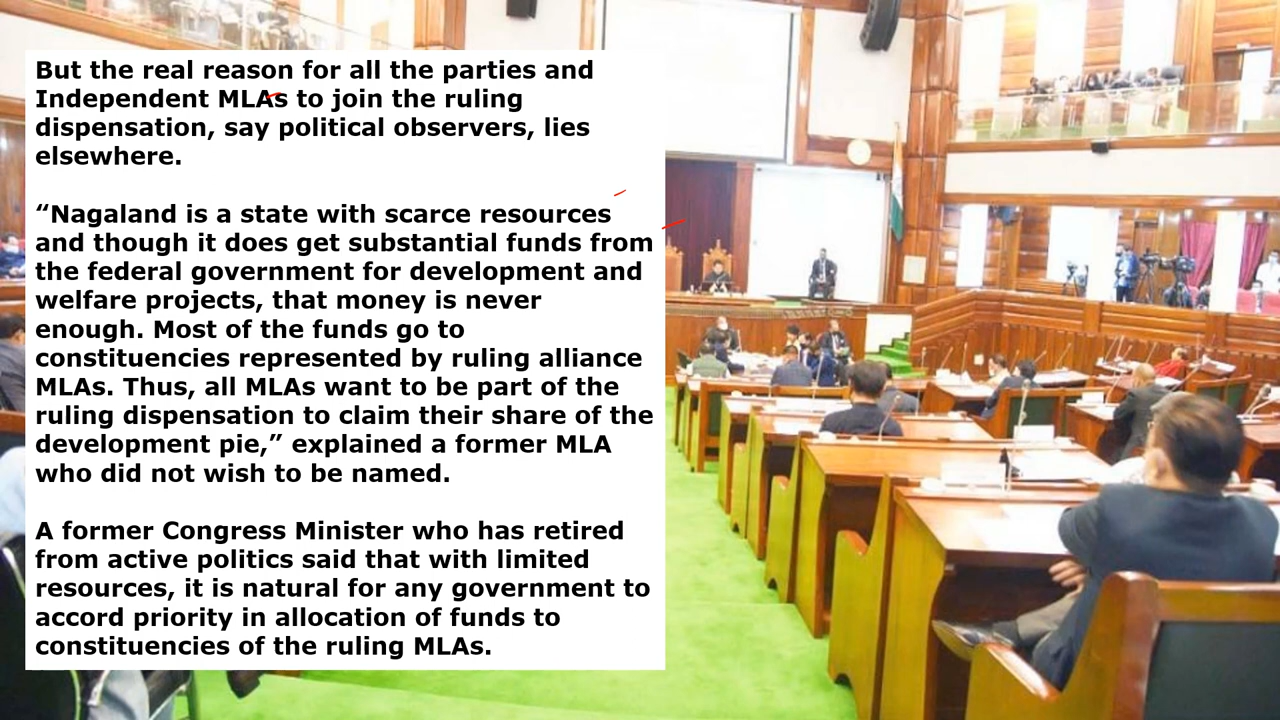 But the real reason for all the parties and
Independent MLAs to join the ruling
dispensation, say political observers, lies
elsewhere.
“Nagaland is a state with scarce resources
and though it does get substantial funds from
the federal government for development and
welfare projects, that money is never
enough. Most of the funds go to
constituencies represented by ruling alliance
MLAs. Thus, all MLAs want to be part of the
ruling dispensation to claim their share of the
development pie,” explained a former MLA
who did not wish to be named.
A former Congress Minister who has retired
from active politics said that with limited
resources, it is natural for any government to
accord priority in allocation of funds to
constituencies of the ruling MLAs.